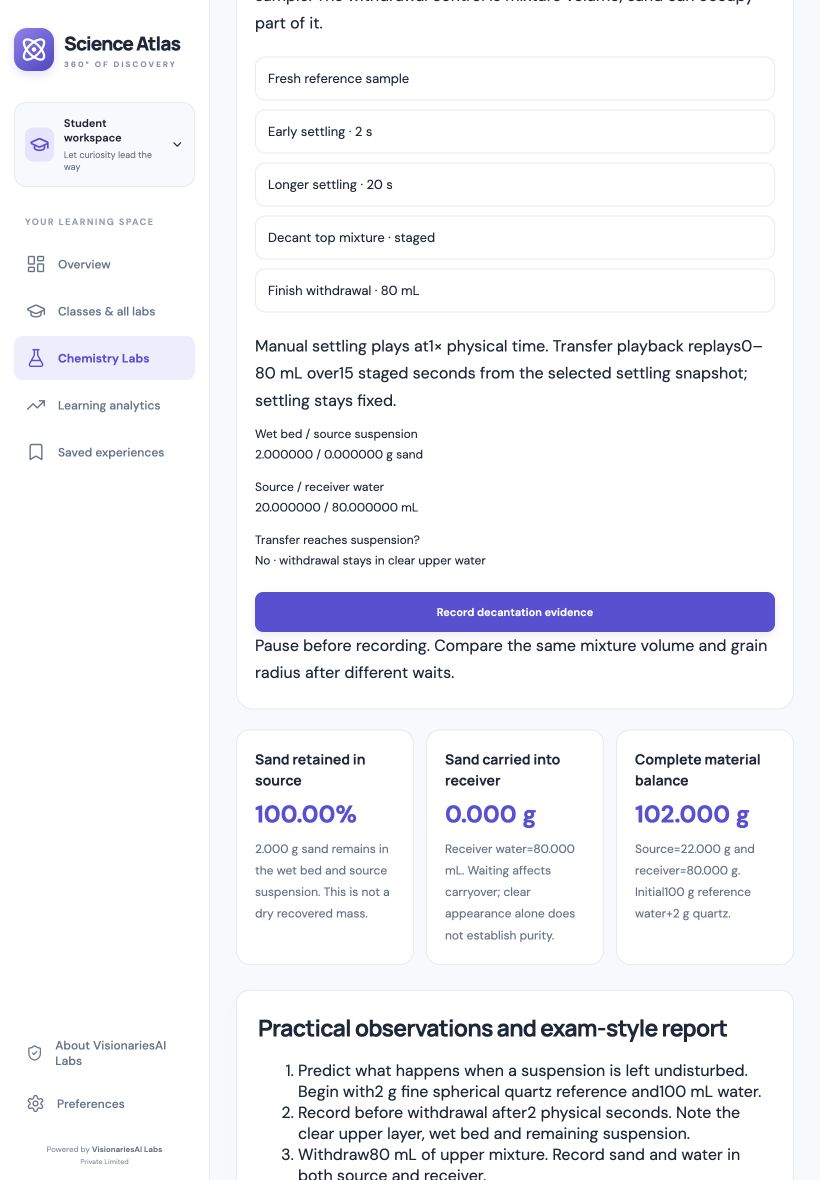 Science Atlas
360° OF DISCOVERY
Student
workspace
Let curiosity lead the
way
YOUR LEARNING SPACE
Overview
Classes & all labs
Chemistry Labs
Learning analytics
Saved experiences
About VisionariesAI
Labs
Preferences
Powered by VisionariesAI Labs
Private Limited
part of it.
Fresh reference sample
Early settling · 2 s
Longer settling · 20 s
Decant top mixture · staged
Finish withdrawal · 80 mL
Manual settling plays at1× physical time. Transfer playback replays0–
80 mL over15 staged seconds from the selected settling snapshot;
settling stays fixed.
Wet bed / source suspension
2.000000 / 0.000000 g sand
Source / receiver water
20.000000 / 80.000000 mL
Transfer reaches suspension?
No · withdrawal stays in clear upper water
Record decantation evidence
Pause before recording. Compare the same mixture volume and grain
radius after different waits.
Sand retained in
source
100.00%
2.000 g sand remains in
the wet bed and source
suspension. This is not a
dry recovered mass.
Sand carried into
receiver
0.000 g
Receiver water=80.000
mL. Waiting affects
carryover; clear
appearance alone does
not establish purity.
Complete material
balance
102.000 g
Source=22.000 g and
receiver=80.000 g.
Initial100 g reference
water+2 g quartz.
Practical observations and exam-style report
1. Predict what happens when a suspension is left undisturbed.
Begin with2 g fine spherical quartz reference and100 mL water.
2. Record before withdrawal after2 physical seconds. Note the
clear upper layer, wet bed and remaining suspension.
3. Withdraw80 mL of upper mixture. Record sand and water in
both source and receiver.